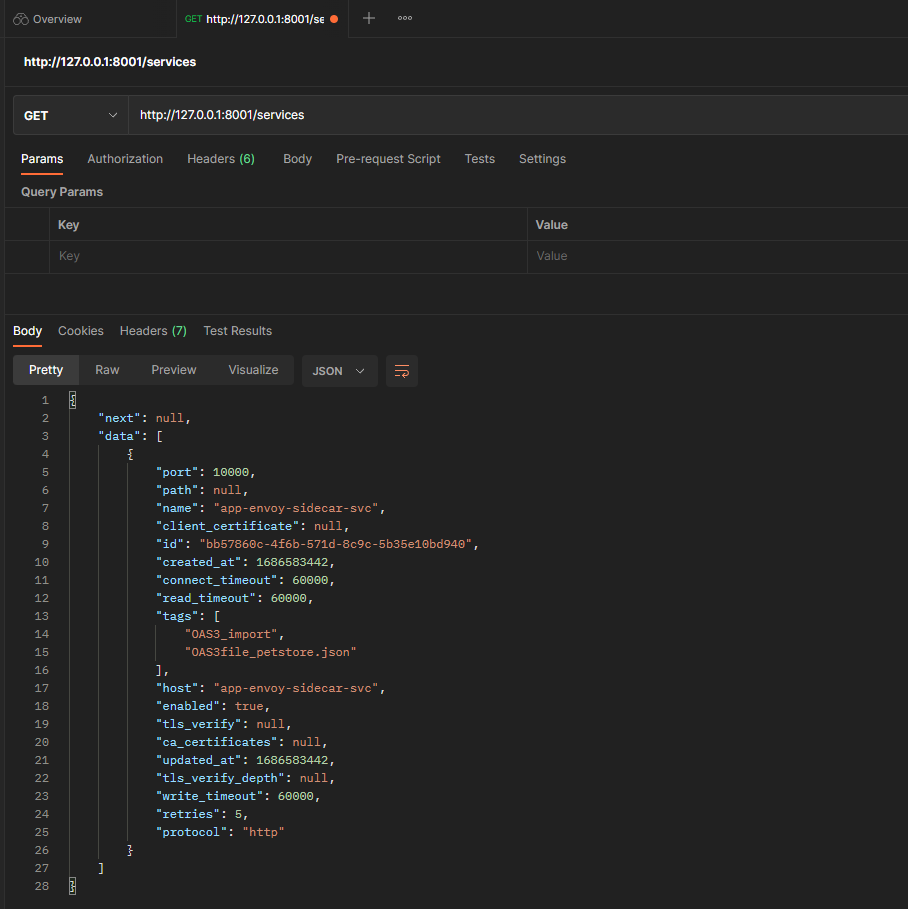 Overview
GET http://127.0.0.1:8001/se
http://127.0.0.1:8001/services
GET http://127.0.0.1:8001/services
Params Authorization Headers (6) Body Pre-request Script Tests Settings
Query Params
Key Value
Key Value
Body Cookies Headers (7) Test Results
Pretty Raw Preview Visualize JSON
1 {
2 "next": null,
3 "data": [
4 {
5 "port": 10000,
6 "path": null,
7 "name": "app-envoy-sidecar-svc",
8 "client_certificate": null,
9 "id": "bb57860c-4f6b-571d-8c9c-5b35e10bd940",
10 "created_at": 1686583442,
11 "connect_timeout": 60000,
12 "read_timeout": 60000,
13 "tags": [
14 "OAS3_import",
15 "OAS3file_petstore.json"
16 ],
17 "host": "app-envoy-sidecar-svc",
18 "enabled": true,
19 "tls_verify": null,
20 "ca_certificates": null,
21 "updated_at": 1686583442,
22 "tls_verify_depth": null,
23 "write_timeout": 60000,
24 "retries": 5,
25 "protocol": "http"
26 }
27 ]
28 }